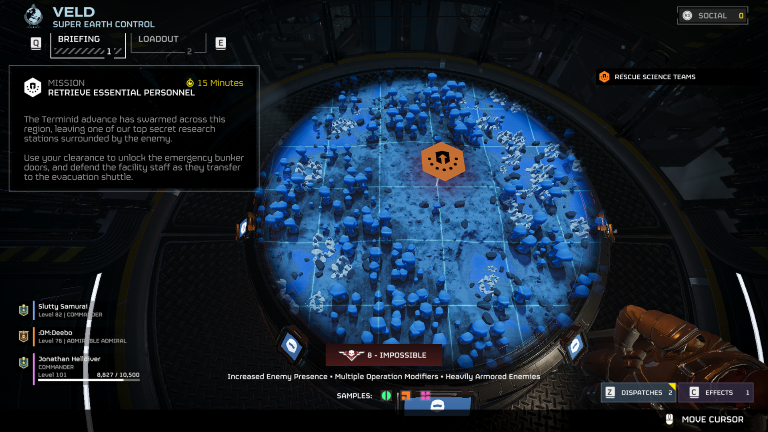 VELD
SUPER EARTH CONTROL
SOCIAL 0
Q
BRIEFING
1
LOADOUT
2
E
MISSION
15 Minutes
RETRIEVE ESSENTIAL PERSONNEL
The Terminid advance has swarmed across this
region, leaving one of our top secret research
stations surrounded by the enemy.
Use your clearance to unlock the emergency bunker
doors, and defend the facility staff as they transfer
to the evacuation shuttle.
RESCUE SCIENCE TEAMS
Slutty Samurai
Level 82 | COMMANDER
.:OM:Deebo
Level 76 | ADMIRABLE ADMIRAL
Jonathan Helldiver
COMMANDER
Level 101 8,827 / 10,500
8 - IMPOSSIBLE
Increased Enemy Presence • Multiple Operation Modifiers • Heavily Armored Enemies
SAMPLES:
Z DISPATCHES 2
C EFFECTS 1
MOVE CURSOR